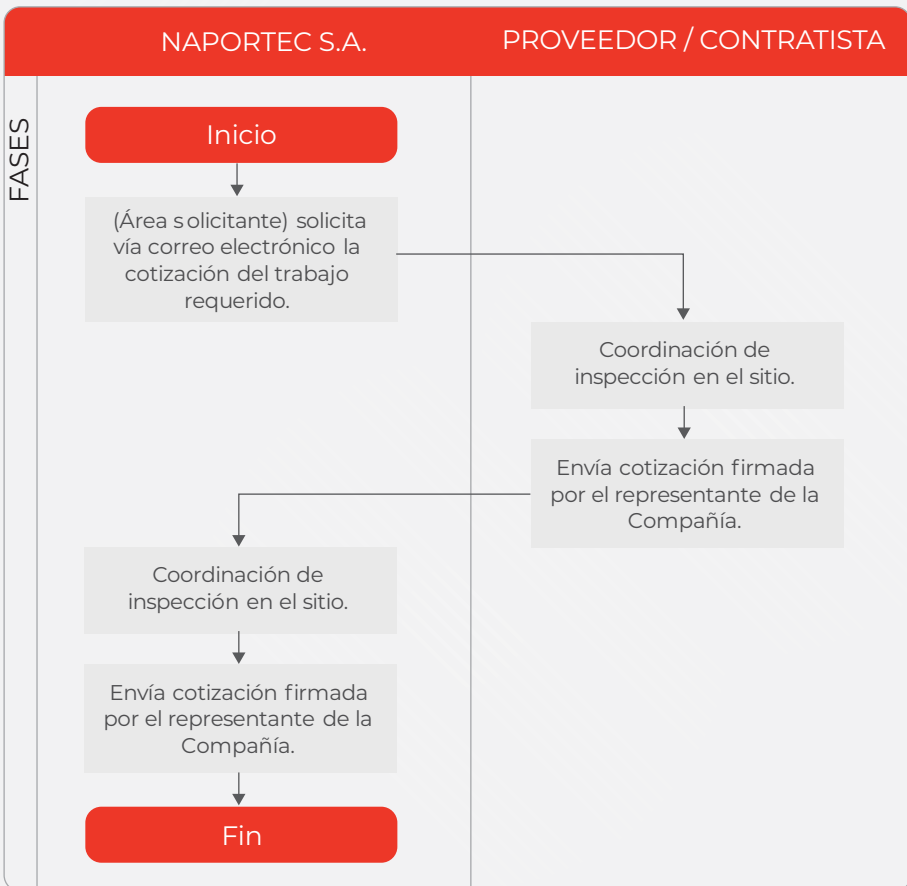 NAPORTEC S.A.
PROVEEDOR / CONTRATISTA
FASES
Inicio
(Área solicitante) solicita
vía correo electrónico la
cotización del trabajo
requerido.
Coordinación de
inspección en el sitio.
Envía cotización firmada
por el representante de la
Compañía.
Coordinación de
inspección en el sitio.
Envía cotización firmada
por el representante de la
Compañía.
Fin